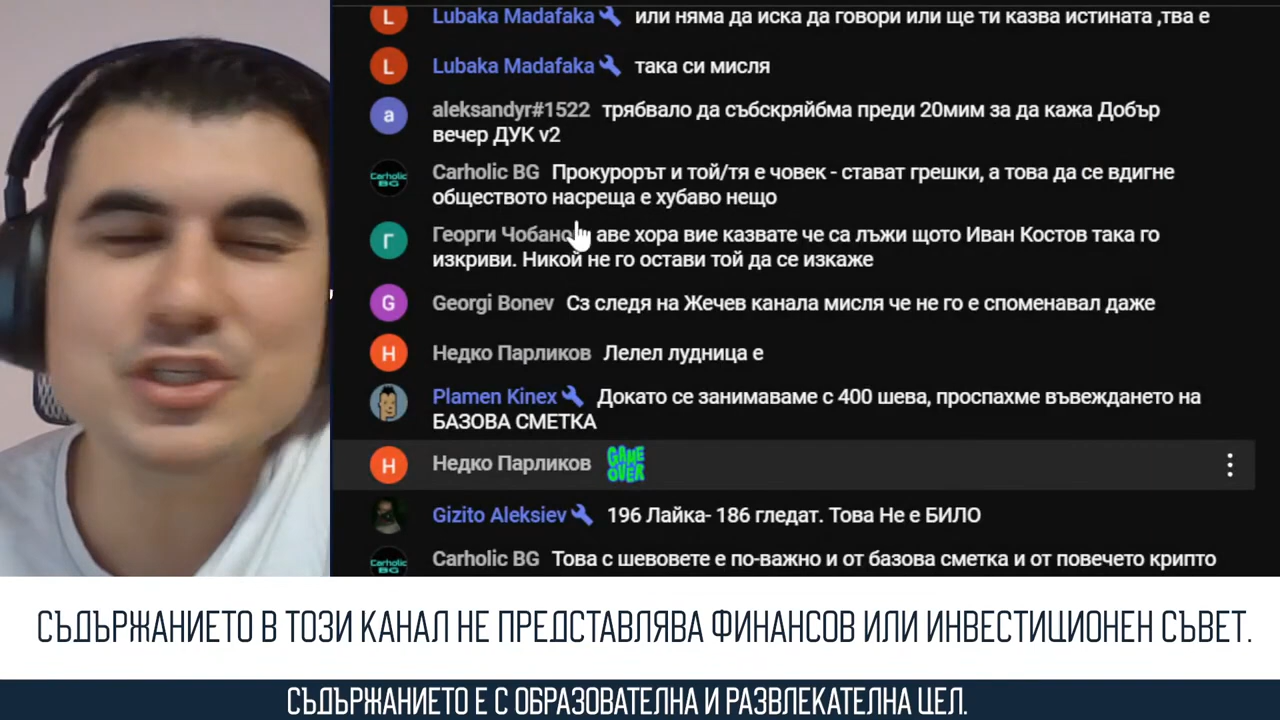 Lubaka Madafaka или няма да иска да говори или ще ти казва истината ,тва е
Lubaka Madafaka така си мисля
aleksandyr#1522 трябвало да събскряйбма преди 20мим за да кажа Добър
вечер ДУК v2
Carholic BG Прокурорът и той/тя е човек - стават грешки, а това да се вдигне
обществото насреща е хубаво нещо
Георги Чобанов аве хора вие казвате че са лъжи щото Иван Костов така го
изкриви. Никой не го остави той да се изкаже
Georgi Bonev Сз следя на Жечев канала мисля че не го е споменавал даже
Недко Парликов Лелел лудница е
Plamen Kinex Докато се занимаваме с 400 шева, проспахме въвеждането на
БАЗОВА СМЕТКА
Недко Парликов GAME OVER
Gizito Aleksiev 196 Лайка- 186 гледат. Това Не е БИЛО
Carholic BG Това с шевовете е по-важно и от базова сметка и от повечето крипто
СЪДЪРЖАНИЕТО В ТОЗИ КАНАЛ НЕ ПРЕДСТАВЛЯВА ФИНАНСОВ ИЛИ ИНВЕСТИЦИОНЕН СЪВЕТ.
СЪДЪРЖАНИЕТО Е С ОБРАЗОВАТЕЛНА И РАЗВЛЕКАТЕЛНА ЦЕЛ.